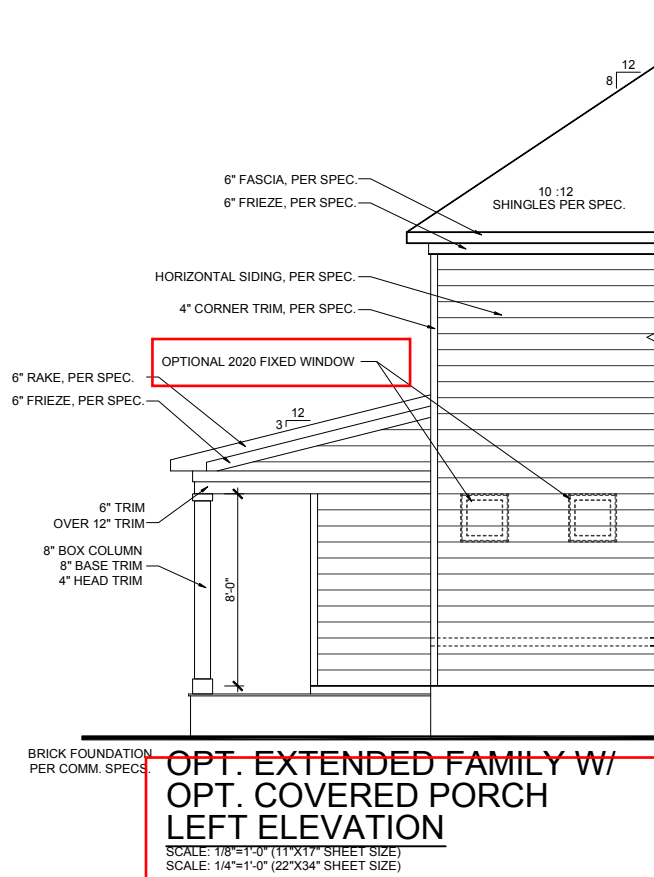 12
8
6" FASCIA, PER SPEC.
10 :12
SHINGLES PER SPEC.
6" FRIEZE, PER SPEC.
HORIZONTAL SIDING, PER SPEC.
4" CORNER TRIM, PER SPEC.
OPTIONAL 2020 FIXED WINDOW
6" RAKE, PER SPEC.
6" FRIEZE, PER SPEC.
12
3
6" TRIM
OVER 12" TRIM
8" BOX COLUMN
8" BASE TRIM
4" HEAD TRIM
8'-0"
BRICK FOUNDATION
PER COMM. SPECS.
OPT. EXTENDED FAMILY W/
OPT. COVERED PORCH
LEFT ELEVATION
SCALE: 1/8"=1'-0" (11"X17" SHEET SIZE)
SCALE: 1/4"=1'-0" (22"X34" SHEET SIZE)